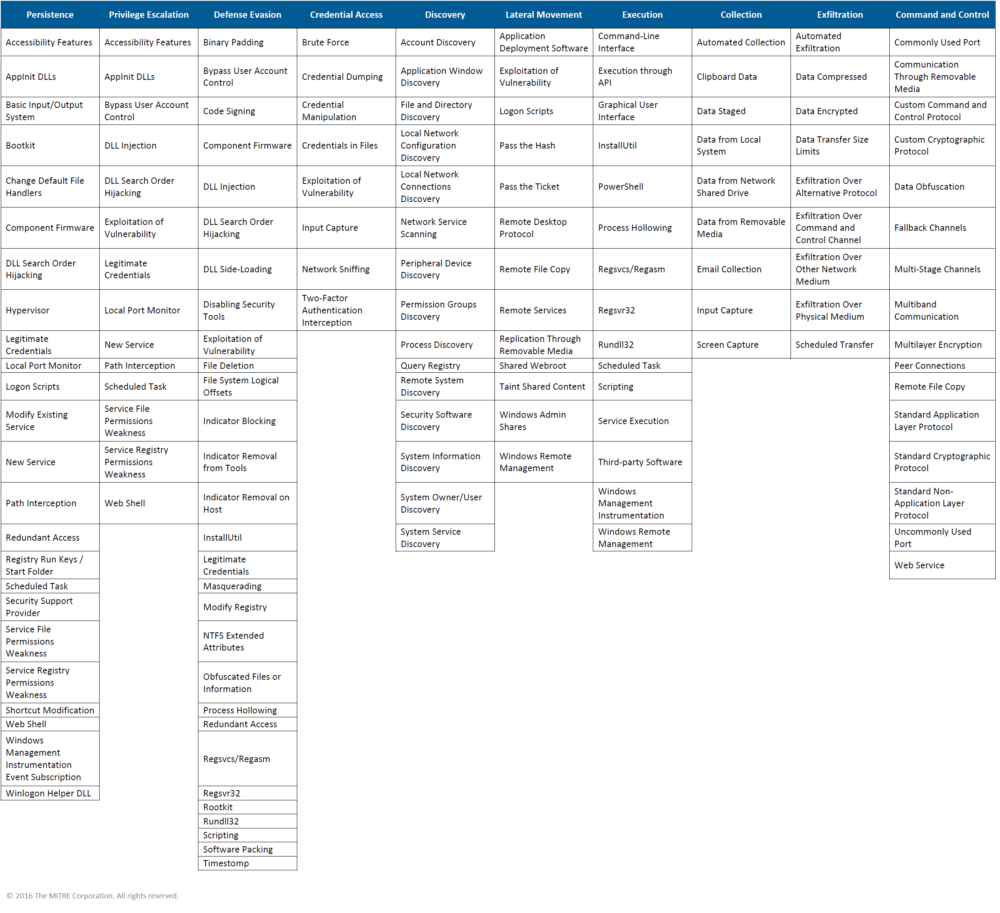 Persistence Privilege Escalation Defense Evasion Credential Access Discovery Lateral Movement Execution Collection Exfiltration Command and Control
Accessibility Features
AppInit DLLs
Basic Input/Output
System
Bootkit
Change Default File
Handlers
Component Firmware
DLL Search Order
Hijacking
Hypervisor
Legitimate
Credentials
Local Port Monitor
Logon Scripts
Modify Existing
Service
New Service
Path Interception
Redundant Access
Registry Run Keys /
Start Folder
Scheduled Task
Security Support
Provider
Service File
Permissions
Weakness
Service Registry
Permissions
Weakness
Shortcut Modification
Web Shell
Windows
Management
Instrumentation
Event Subscription
Winlogon Helper DLL
Accessibility Features
AppInit DLLs
Bypass User Account
Control
DLL Injection
DLL Search Order
Hijacking
Exploitation of
Vulnerability
Legitimate
Credentials
Local Port Monitor
New Service
Path Interception
Scheduled Task
Service File
Permissions
Weakness
Service Registry
Permissions
Weakness
Web Shell
Binary Padding
Bypass User Account
Control
Code Signing
Component Firmware
DLL Injection
DLL Search Order
Hijacking
DLL Side-Loading
Disabling Security
Tools
Exploitation of
Vulnerability
File Deletion
File System Logical
Offsets
Indicator Blocking
Indicator Removal
from Tools
Indicator Removal on
Host
InstallUtil
Legitimate
Credentials
Masquerading
Modify Registry
NTFS Extended
Attributes
Obfuscated Files or
Information
Process Hollowing
Redundant Access
Regsvcs/Regasm
Regsvr32
Rootkit
Rundll32
Scripting
Software Packing
Timestomp
Brute Force
Credential Dumping
Credential
Manipulation
Credentials in Files
Exploitation of
Vulnerability
Input Capture
Network Sniffing
Two-Factor
Authentication
Interception
Account Discovery
Application Window
Discovery
File and Directory
Discovery
Local Network
Configuration
Discovery
Local Network
Connections
Discovery
Network Service
Scanning
Peripheral Device
Discovery
Permission Groups
Discovery
Process Discovery
Query Registry
Remote System
Discovery
Security Software
Discovery
System Information
Discovery
System Owner/User
Discovery
System Service
Discovery
Application
Deployment Software
Exploitation of
Vulnerability
Logon Scripts
Pass the Hash
Pass the Ticket
Remote Desktop
Protocol
Remote File Copy
Remote Services
Replication Through
Removable Media
Shared Webroot
Taint Shared Content
Windows Admin
Shares
Windows Remote
Management
Command-Line
Interface
Execution through
API
Graphical User
Interface
InstallUtil
PowerShell
Process Hollowing
Regsvcs/Regasm
Regsvr32
Rundll32
Scheduled Task
Scripting
Service Execution
Third-party Software
Windows
Management
Instrumentation
Windows Remote
Management
Automated Collection
Clipboard Data
Data Staged
Data from Local
System
Data from Network
Shared Drive
Data from Removable
Media
Email Collection
Input Capture
Screen Capture
Automated
Exfiltration
Data Compressed
Data Encrypted
Data Transfer Size
Limits
Exfiltration Over
Alternative Protocol
Exfiltration Over
Command and
Control Channel
Exfiltration Over
Other Network
Medium
Exfiltration Over
Physical Medium
Scheduled Transfer
Commonly Used Port
Communication
Through Removable
Media
Custom Command and
Control Protocol
Custom Cryptographic
Protocol
Data Obfuscation
Fallback Channels
Multi-Stage Channels
Multiband
Communication
Multilayer Encryption
Peer Connections
Remote File Copy
Standard Application
Layer Protocol
Standard Cryptographic
Protocol
Standard Non-
Application Layer
Protocol
Uncommonly Used
Port
Web Service
© 2016 The MITRE Corporation. All rights reserved.